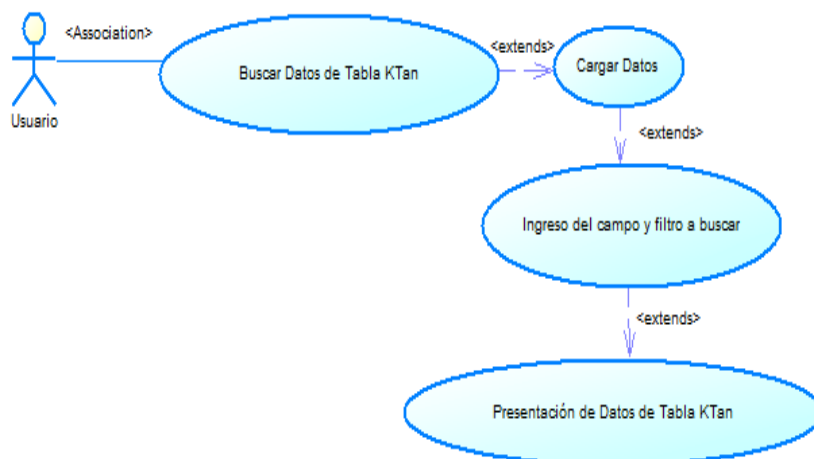 <Association>
Usuario
Buscar Datos de Tabla KTan
<extends>
Cargar Datos
<extends>
Ingreso del campo y filtro a buscar
<extends>
Presentación de Datos de Tabla KTan